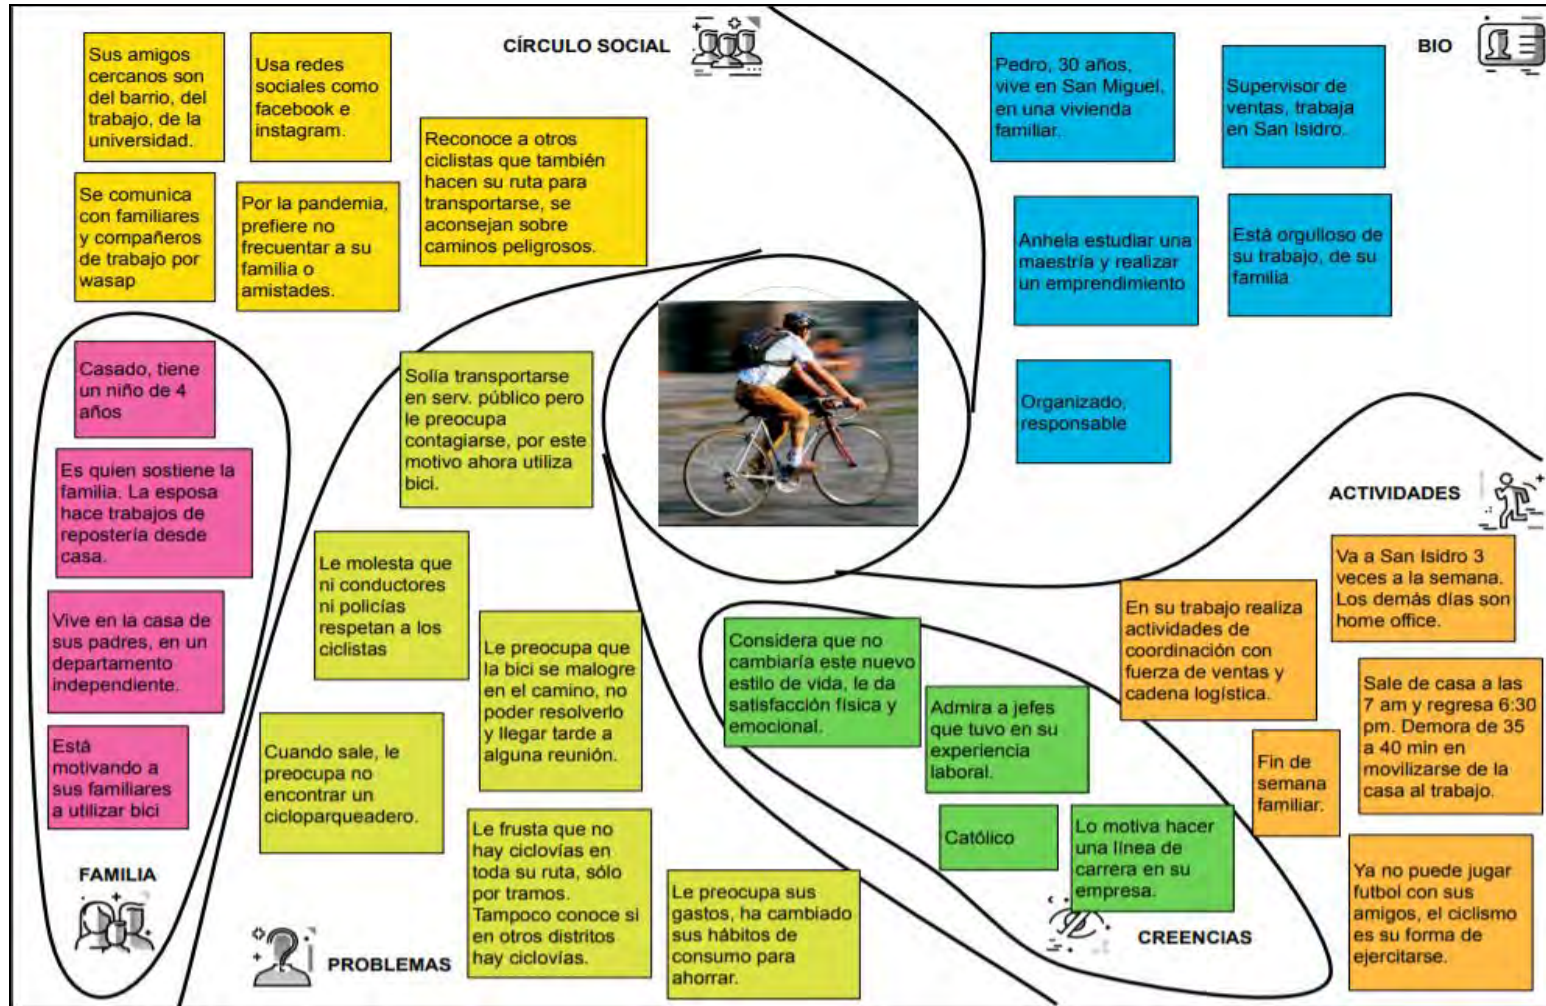 CÍRCULO SOCIAL
Sus amigos
cercanos son
del barrio, del
trabajo, de la
universidad.
Usa redes
sociales como
facebook e
instagram.
Reconoce a otros
ciclistas que también
hacen su ruta para
transportarse, se
aconsejan sobre
caminos peligrosos.
Se comunica
con familiares
y compañeros
de trabajo por
wasap
Por la pandemia,
prefiere no
frecuentar a su
familia o
amistades.
BIO
Pedro, 30 años,
vive en San Miguel,
en una vivienda
familiar.
Supervisor de
ventas, trabaja
en San Isidro.
Anhela estudiar una
maestría y realizar
un emprendimiento
Está orgulloso de
su trabajo, de su
familia
Organizado,
responsable
Casado, tiene
un niño de 4
años
Es quien sostiene la
familia. La esposa
hace trabajos de
repostería desde
casa.
Vive en la casa de
sus padres, en un
departamento
independiente.
Está
motivando a
sus familiares
a utilizar bici
FAMILIA
Solía transportarse
en serv. público pero
le preocupa
contagiarse, por este
motivo ahora utiliza
bici.
Le molesta que
ni conductores
ni policías
respetan a los
ciclistas
Le preocupa que
la bici se malogre
en el camino, no
poder resolverlo
y llegar tarde a
alguna reunión.
Cuando sale, le
preocupa no
encontrar un
cicloparqueadero.
Le frusta que no
hay ciclovías en
toda su ruta, sólo
por tramos.
Tampoco conoce si
en otros distritos
hay ciclovías.
Le preocupa sus
gastos, ha cambiado
sus hábitos de
consumo para
ahorrar.
PROBLEMAS
Considera que no
cambiaría este nuevo
estilo de vida, le da
satisfacción física y
emocional.
Admira a jefes
que tuvo en su
experiencia
laboral.
Católico
Lo motiva hacer
una línea de
carrera en su
empresa.
CREENCIAS
ACTIVIDADES
Va a San Isidro 3
veces a la semana.
Los demás días son
home office.
En su trabajo realiza
actividades de
coordinación con
fuerza de ventas y
cadena logística.
Sale de casa a las
7 am y regresa 6:30
pm. Demora de 35
a 40 min en
movilizarse de la
casa al trabajo.
Fin de
semana
familiar.
Ya no puede jugar
futbol con sus
amigos, el ciclismo
es su forma de
ejercitarse.